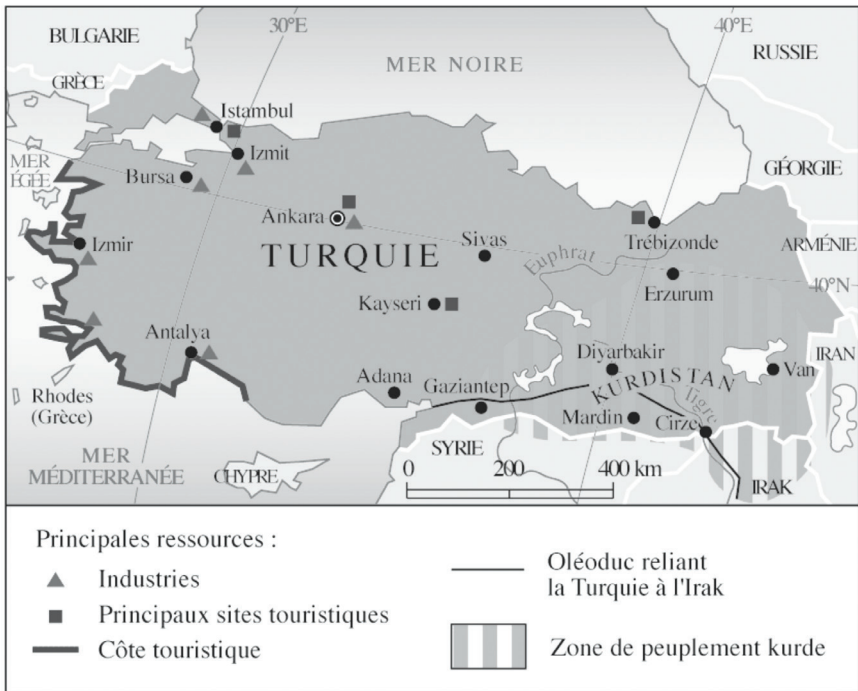 30°E
40°E
BULGARIE
RUSSIE
MER NOIRE
GRÈCE
Istambul
Izmit
MER
ÉGÉE
GÉORGIE
Bursa
Ankara
Sivas
Trébizonde
ARMÉNIE
Izmir
TURQUIE
Euphrat
Erzurum
40°N
Kayseri
Antalya
Diyarbakir
IRAN
Van
Adana
Gaziantep
KURDISTAN
Tigre
Rhodes
(Grèce)
Mardin
Cirze
SYRIE
MER
MÉDITERRANÉE
CHYPRE
0 200 400 km
IRAK
Principales ressources :
Industries
Principaux sites touristiques
Côte touristique
Oléoduc reliant
la Turquie à l'Irak
Zone de peuplement kurde